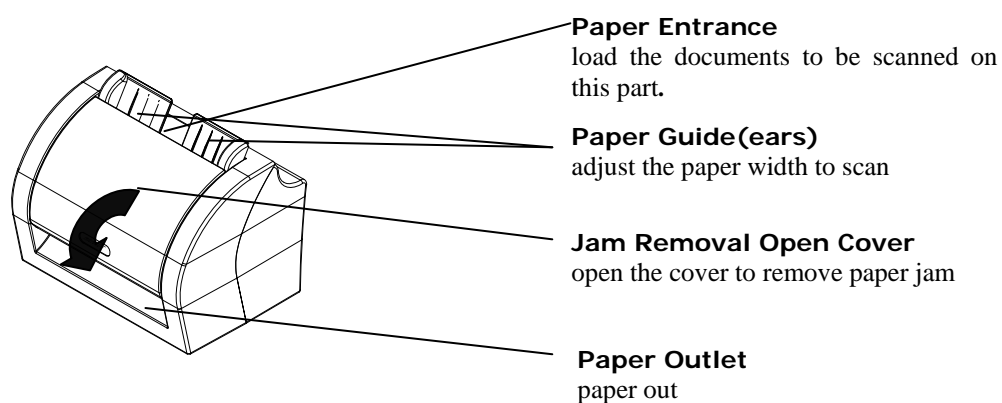 Paper Entrance
load the documents to be scanned on
this part.
Paper Guide(ears)
adjust the paper width to scan
Jam Removal Open Cover
open the cover to remove paper jam
Paper Outlet
paper out